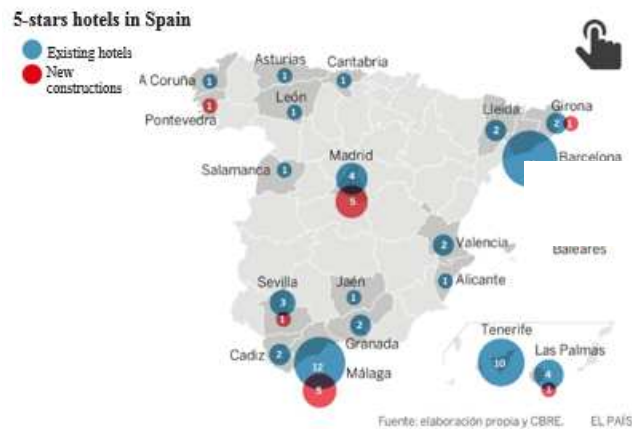 5-stars hotels in Spain
Existing hotels
New
constructions
A Coruña
1
Asturias
1
Cantabria
1
León
1
Pontevedra
1
Lleida
2
Girona
2
1
Barcelona
Salamanca
1
Madrid
4
5
Valencia
2
Baleares
Alicante
1
Sevilla
3
1
Jaén
1
Granada
2
Cadiz
2
12
Málaga
Tenerife
10
Las Palmas
4
1
Fuente: elaboración propia y CBRE.
EL PAÍS